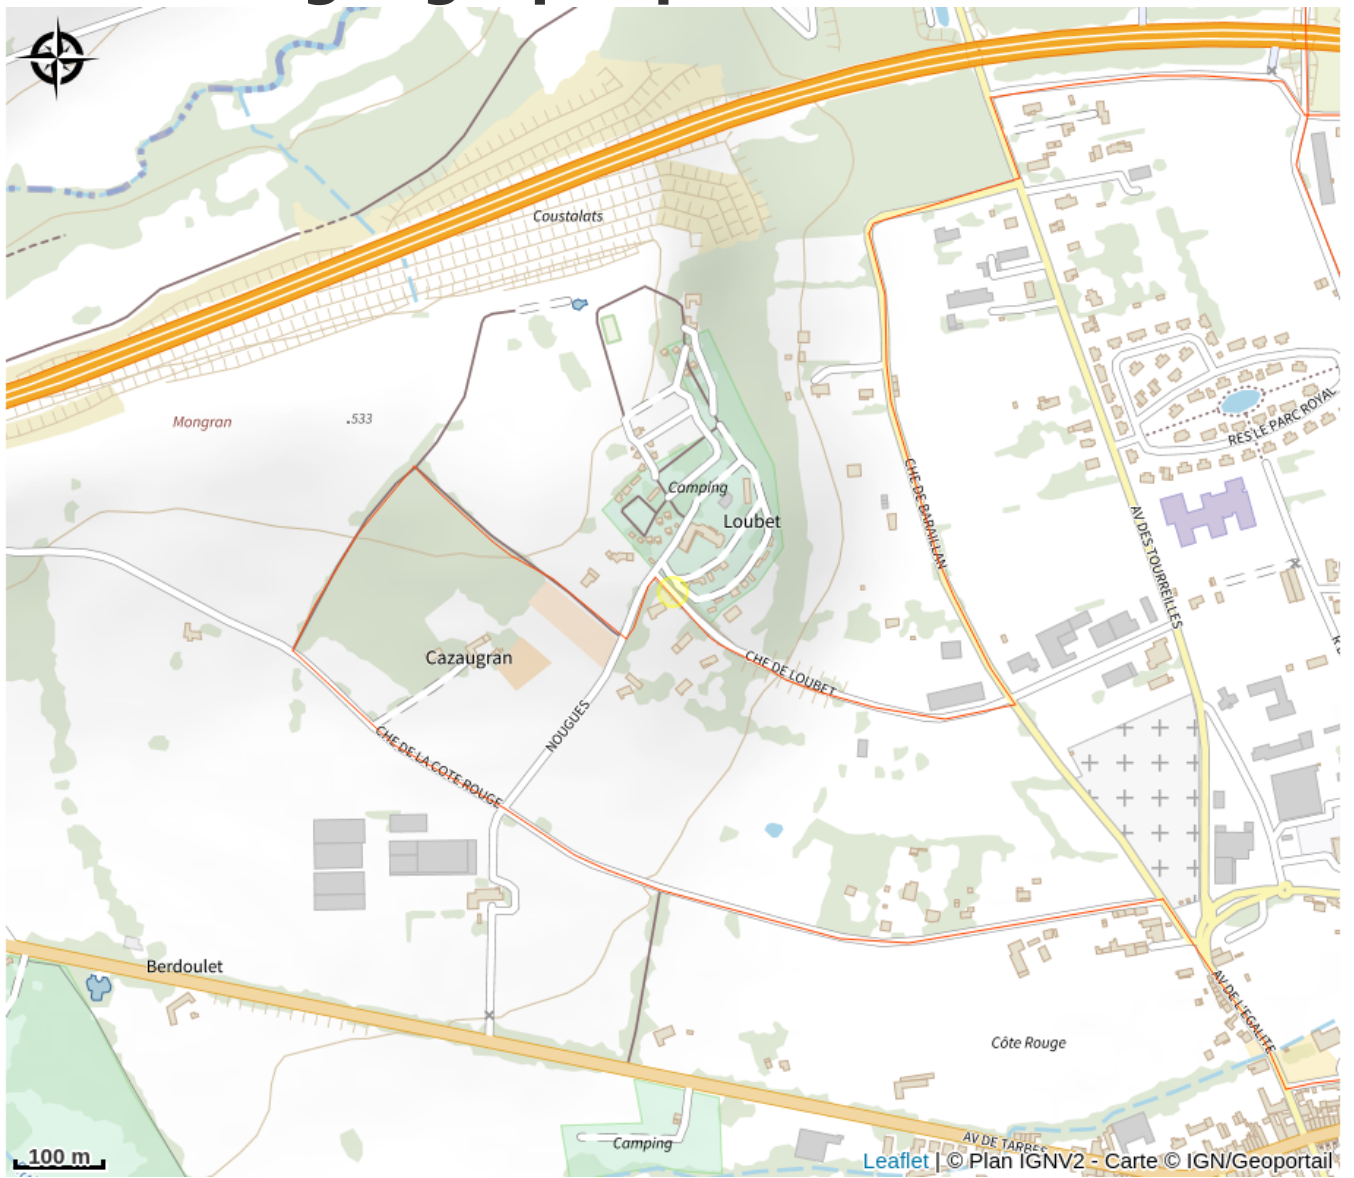 Coustalats
Mongran
.533
RES LE PARC ROYAL
CHE DE BARAILLAN
Camping
Loubet
AV DES TOURREILLES
Cazaugran
CHE DE LOUBET
NOUGUES
CHE DE LA COTE ROUGE
Berdoulet
AV DE L'EGALITE
Côte Rouge
Camping
AV DE TARBES
100 m
Leaflet | © Plan IGNV2 - Carte © IGN/Geoportail